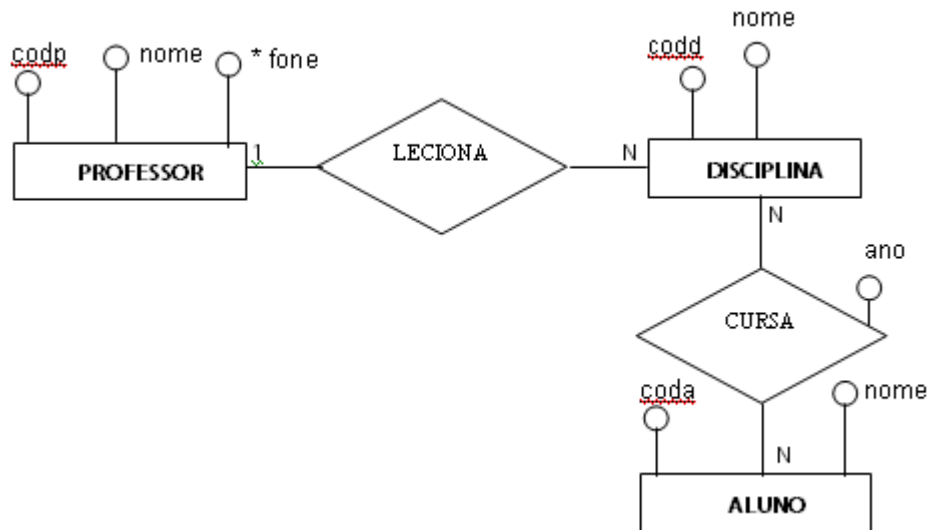 nome
codp
nome
* fone
codd
1
LECIONA
N
PROFESSOR
DISCIPLINA
N
ano
CURSA
coda
nome
N
ALUNO